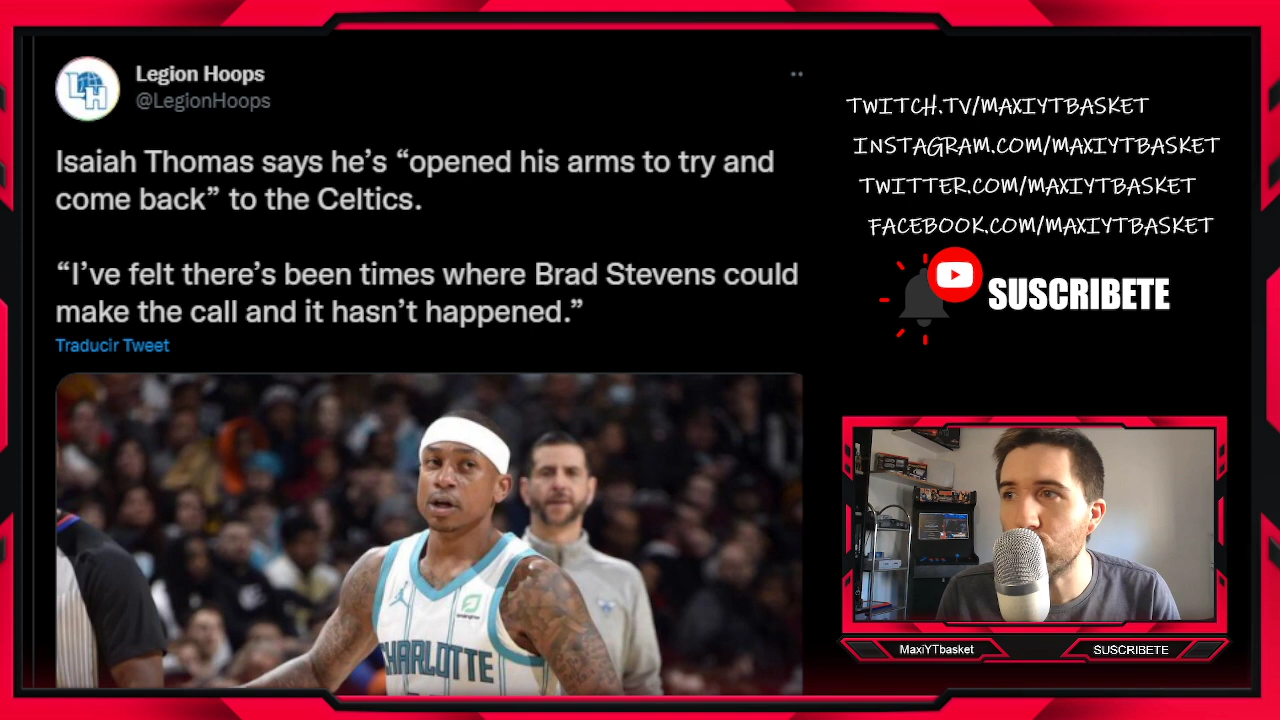 Legion Hoops
@LegionHoops
Isaiah Thomas says he’s “opened his arms to try and
come back” to the Celtics.
“I’ve felt there’s been times where Brad Stevens could
make the call and it hasn’t happened.”
Traducir Tweet
CHARLOTTE
TWITCH.TV/MAXIYTBASKET
INSTAGRAM.COM/MAXIYTBASKET
TWITTER.COM/MAXIYTBASKET
FACEBOOK.COM/MAXIYTBASKET
SUSCRIBETE
MaxiYTbasket
SUSCRIBETE